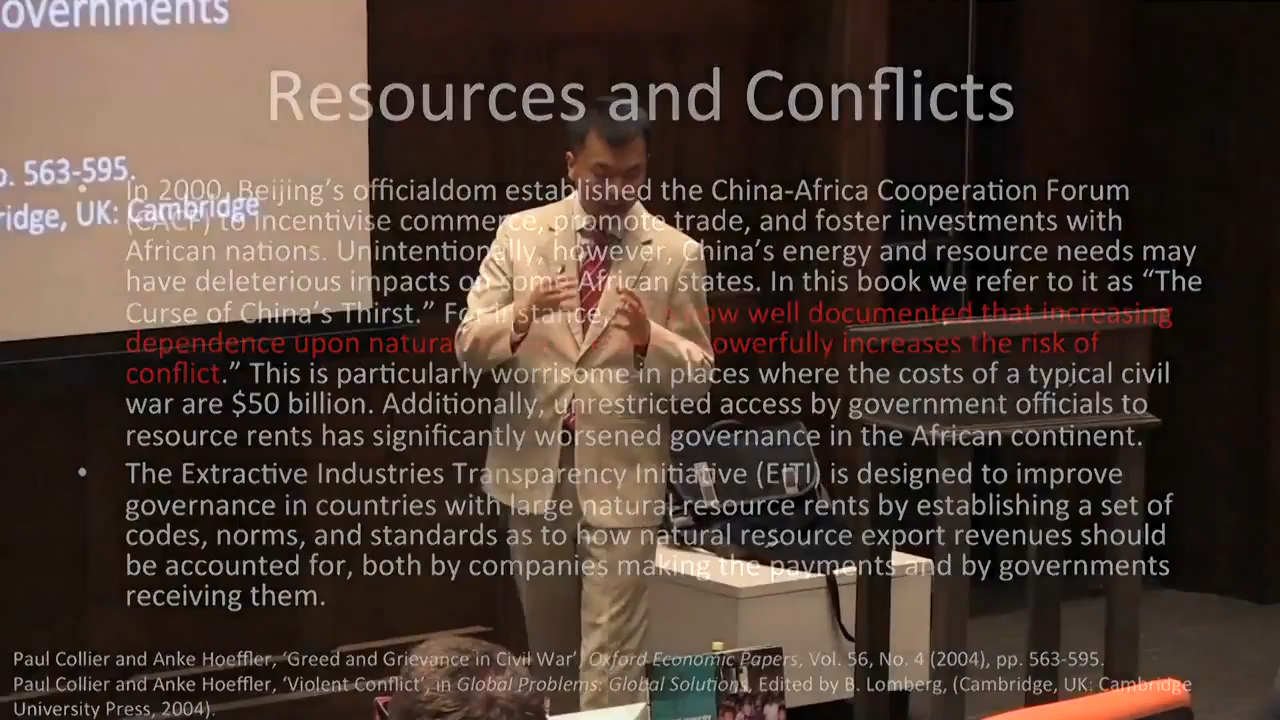 overnments
Resources and Conflicts
p. 563-595.
ridge, UK: Cambridge
• In 2000, Beijing’s officialdom established the China-Africa Cooperation Forum
(CACF) to incentivise commerce, promote trade, and foster investments with
African nations. Unintentionally, however, China’s energy and resource needs may
have deleterious impacts on some African states. In this book we refer to it as “The
Curse of China’s Thirst.” For instance, now well documented that increasing
dependence upon natural powerfully increases the risk of
conflict.” This is particularly worrisome in places where the costs of a typical civil
war are $50 billion. Additionally, unrestricted access by government officials to
resource rents has significantly worsened governance in the African continent.
• The Extractive Industries Transparency Initiative (EITI) is designed to improve
governance in countries with large natural resource rents by establishing a set of
codes, norms, and standards as to how natural resource export revenues should
be accounted for, both by companies making the payments and by governments
receiving them.
Paul Collier and Anke Hoeffler, ‘Greed and Grievance in Civil War’, Oxford Economic Papers, Vol. 56, No. 4 (2004), pp. 563-595.
Paul Collier and Anke Hoeffler, ‘Violent Conflict’, in Global Problems: Global Solutions, Edited by B. Lomberg, (Cambridge, UK: Cambridge
University Press, 2004).